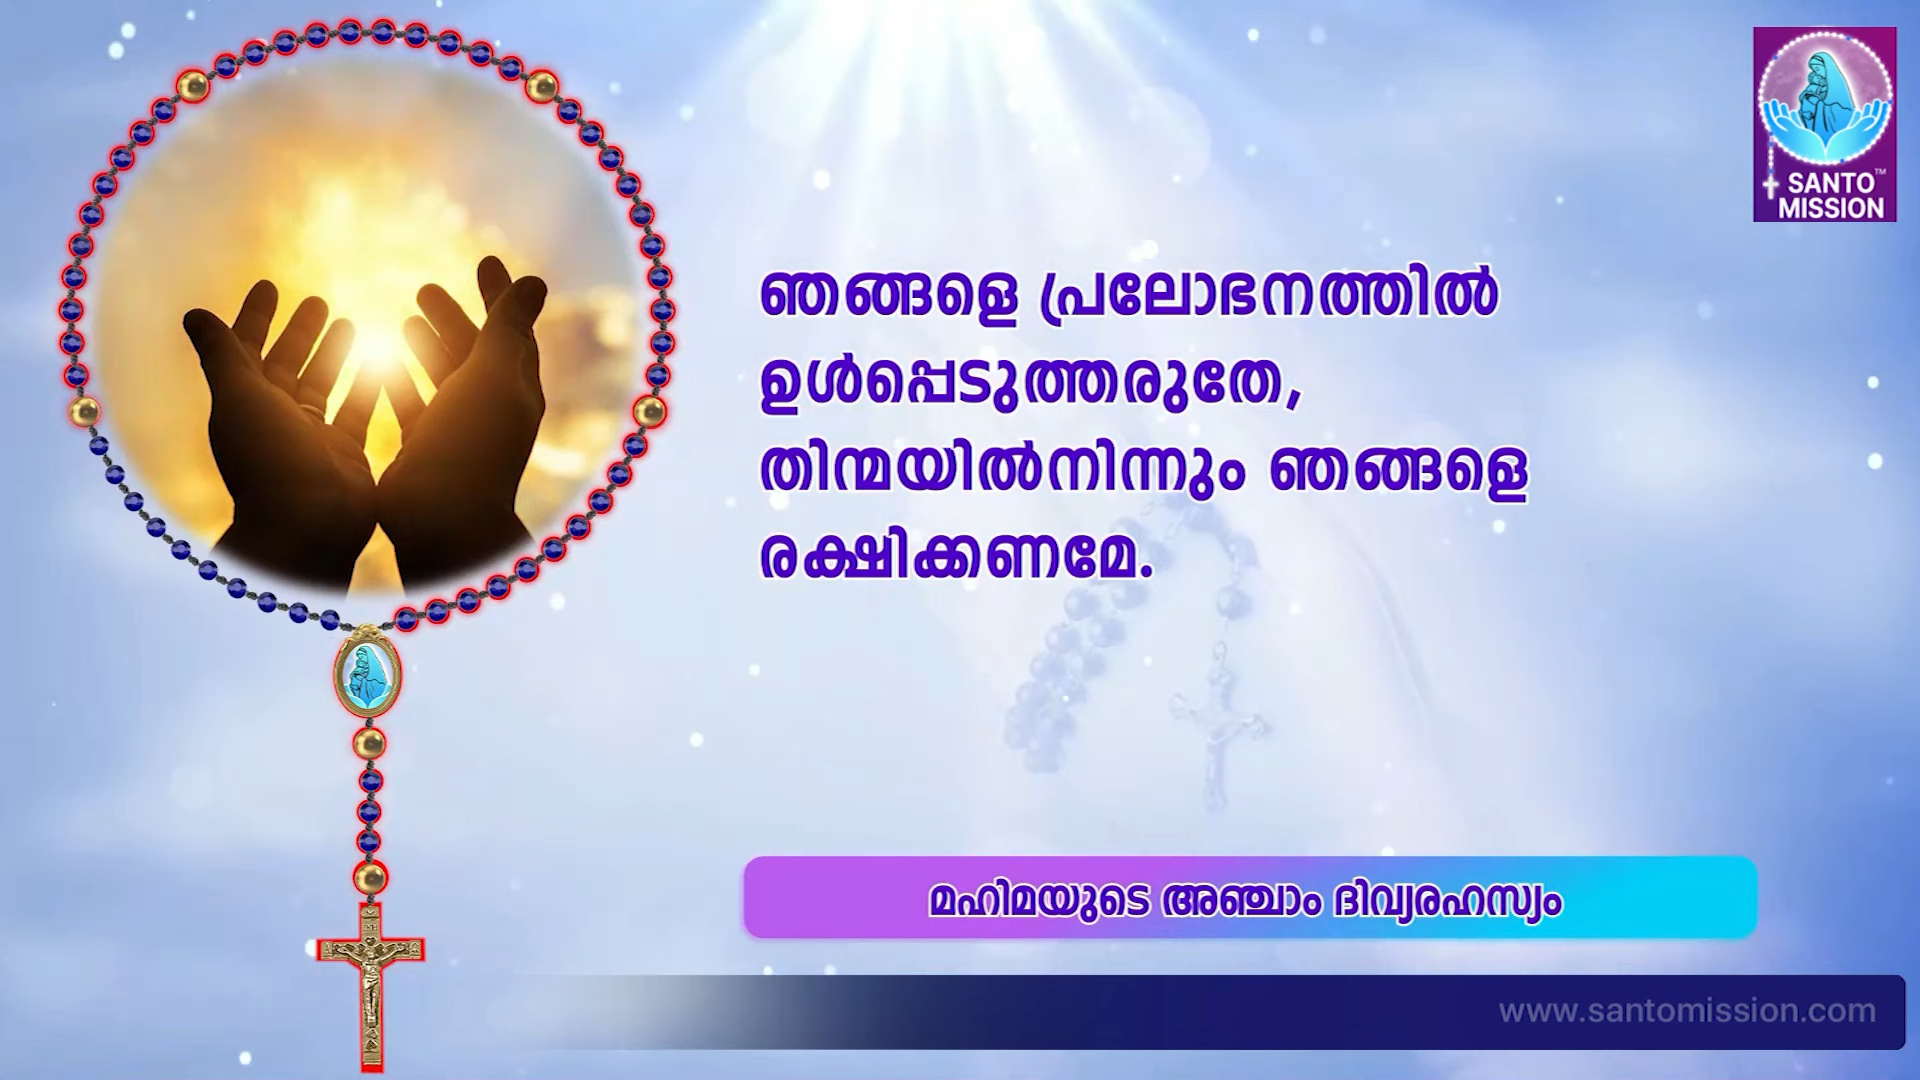 SANTO™
MISSION
ഞങ്ങളെ പ്രലോഭനത്തിൽ
ഉൾപ്പെടുത്തരുതേ,
തിന്മയിൽനിന്നും ഞങ്ങളെ
രക്ഷിക്കണമേ.
മഹിമയുടെ അഞ്ചാം ദിവ്യരഹസ്യം
www.santomission.com